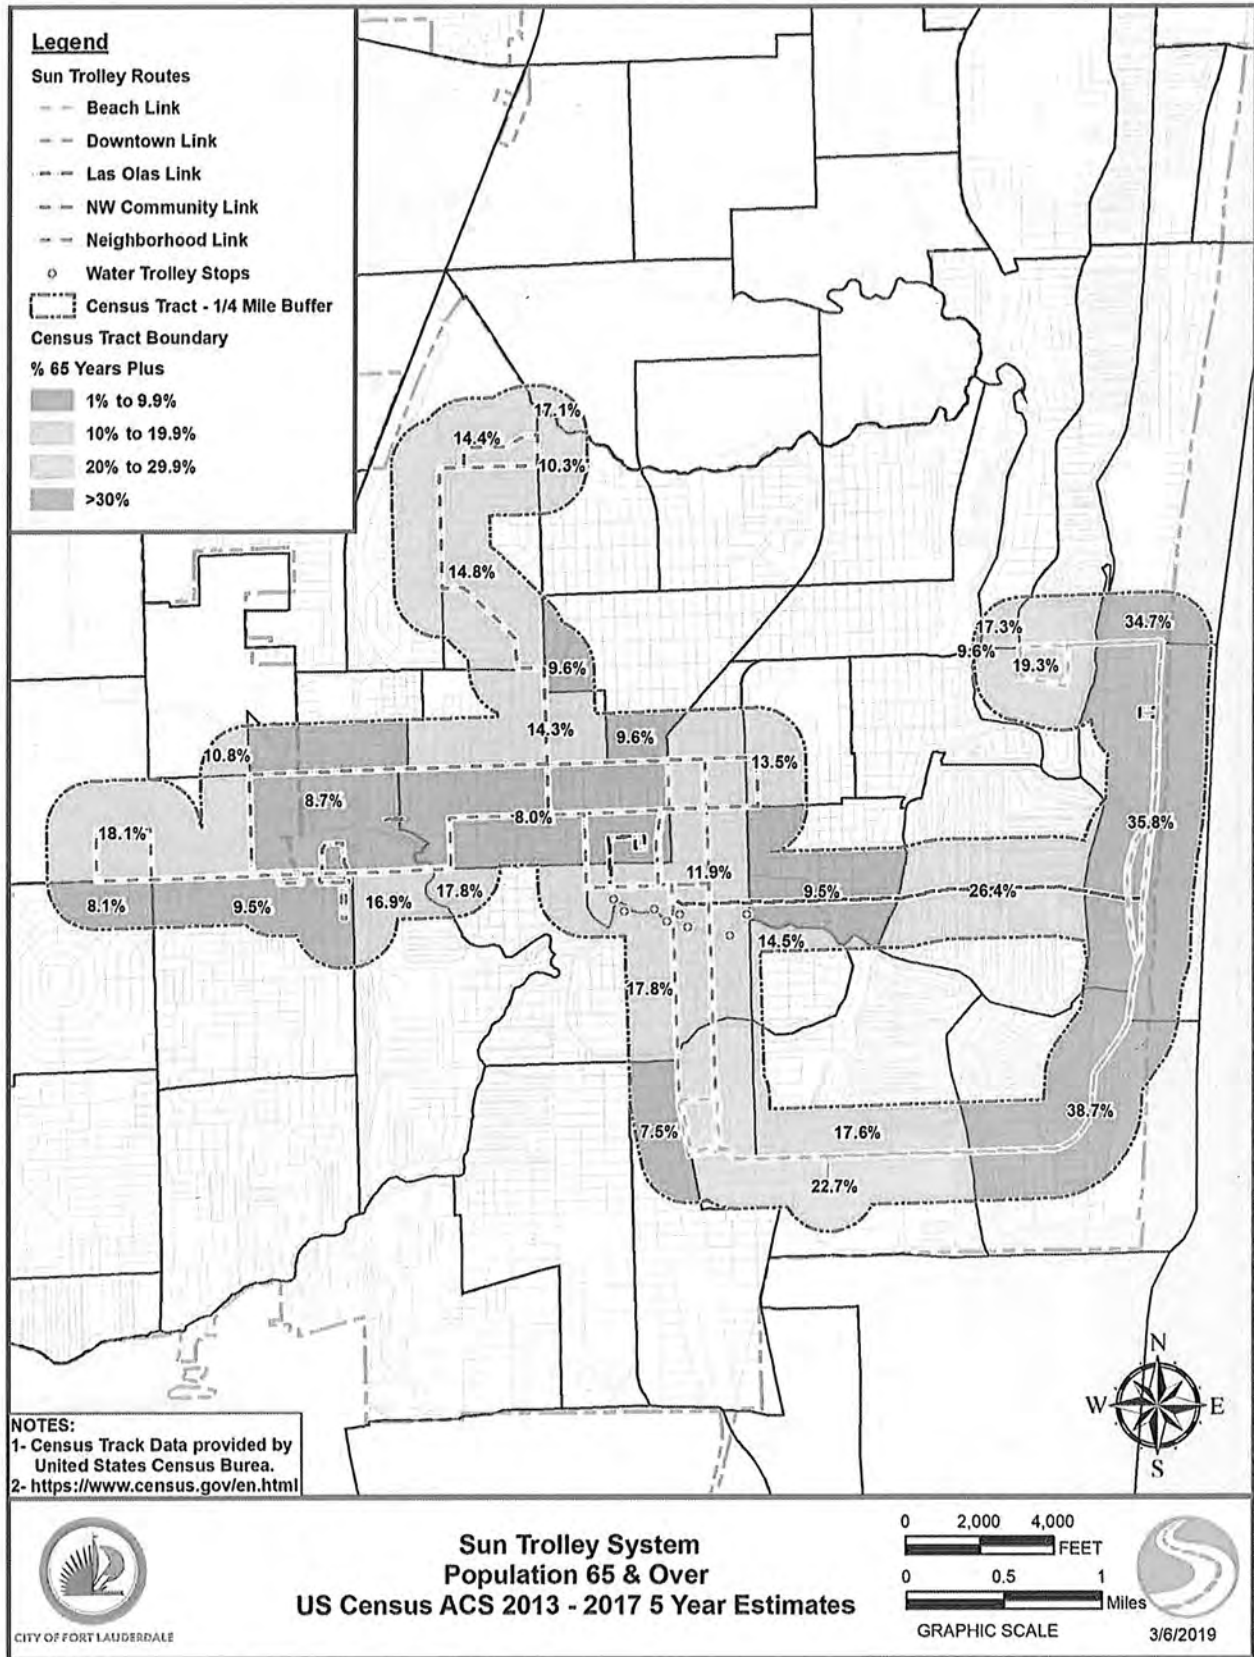 Legend
Sun Trolley Routes
Beach Link
Downtown Link
Las Olas Link
NW Community Link
Neighborhood Link
Water Trolley Stops
Census Tract - 1/4 Mile Buffer
Census Tract Boundary
% 65 Years Plus
1% to 9.9%
10% to 19.9%
20% to 29.9%
>30%
17.1%
14.4%
10.3%
14.8%
17.3%
34.7%
9.6%
9.6%
19.3%
14.3%
9.6%
10.8%
13.5%
8.7%
8.0%
35.8%
18.1%
11.9%
17.8%
9.5%
26.4%
8.1%
9.5%
16.9%
14.5%
17.8%
38.7%
7.5%
17.6%
22.7%
N
W
E
S
NOTES:
1- Census Track Data provided by
United States Census Burea.
2- https://www.census.gov/en.html
CITY OF FORT LAUDERDALE
Sun Trolley System
Population 65 & Over
US Census ACS 2013 - 2017 5 Year Estimates
0 2,000 4,000
FEET
0 0.5 1
Miles
GRAPHIC SCALE
3/6/2019